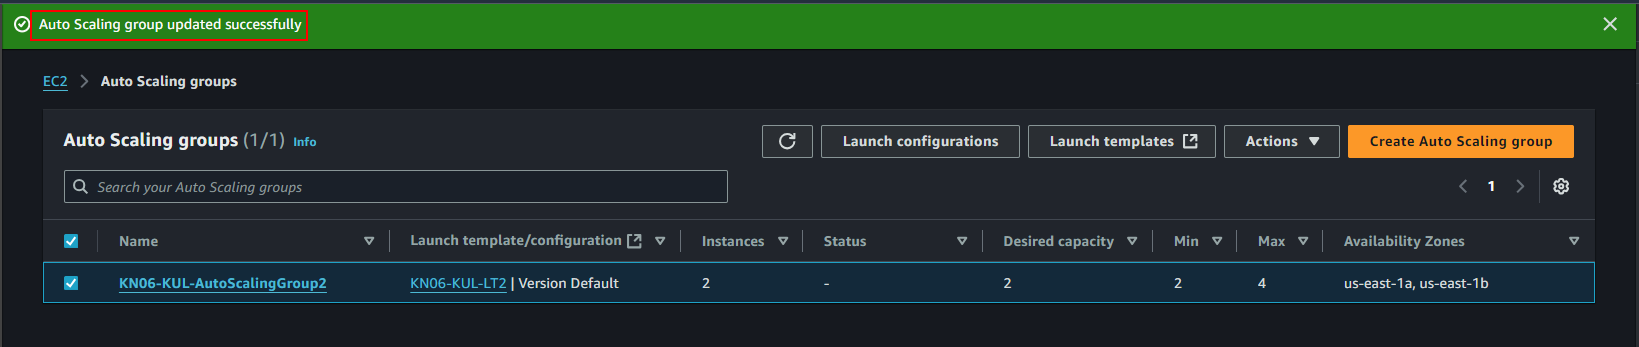 Auto Scaling group updated successfully
EC2 > Auto Scaling groups
Auto Scaling groups (1/1) Info
Launch configurations
Launch templates
Actions
Create Auto Scaling group
Search your Auto Scaling groups
1
Name Launch template/configuration Instances Status Desired capacity Min Max Availability Zones
KN06-KUL-AutoScalingGroup2 KN06-KUL-LT2 | Version Default 2 - 2 2 4 us-east-1a, us-east-1b